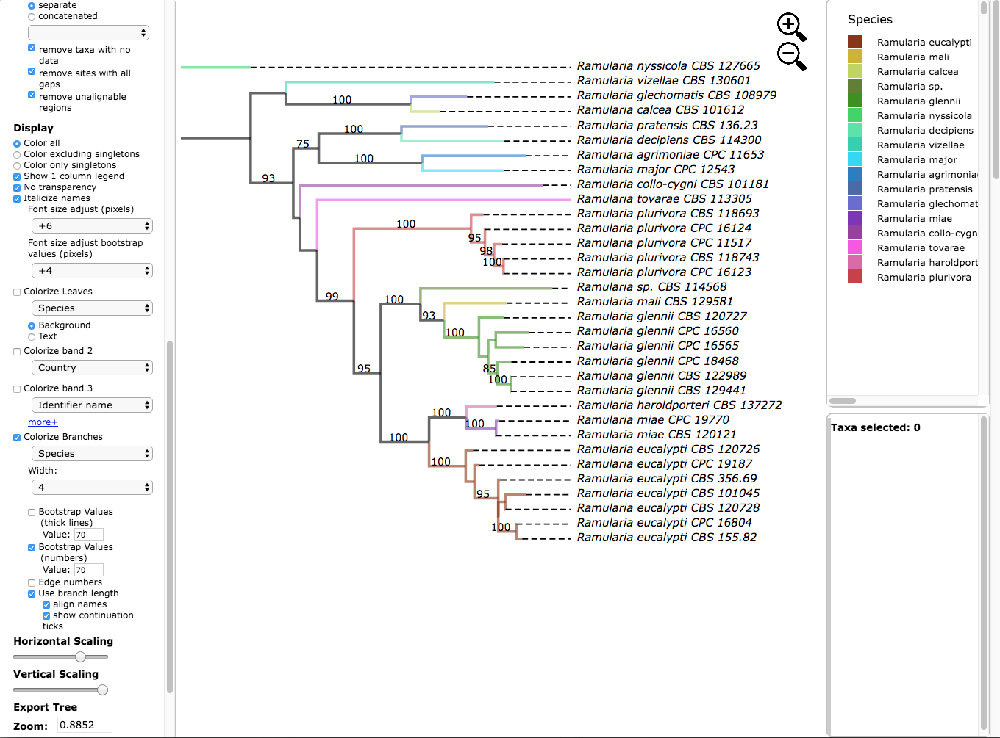 separate
concatenated
remove taxa with no
data
remove sites with all
gaps
remove unalignable
regions
Display
Color all
Color excluding singletons
Color only singletons
Show 1 column legend
No transparency
Italicize names
Font size adjust (pixels)
+6
Font size adjust bootstrap
values (pixels)
+4
Colorize Leaves
Species
Background
Text
Colorize band 2
Country
Colorize band 3
Identifier name
more+
Colorize Branches
Species
Width:
4
Bootstrap Values
(thick lines)
Value: 70
Bootstrap Values
(numbers)
Value: 70
Edge numbers
Use branch length
align names
show continuation
ticks
Horizontal Scaling
Vertical Scaling
Export Tree
Zoom: 0.8852
Ramularia nyssicola CBS 127665
Ramularia vizellae CBS 130601
100
Ramularia glechomatis CBS 108979
Ramularia calcea CBS 101612
100
Ramularia pratensis CBS 136.23
75
Ramularia decipiens CBS 114300
100
Ramularia agrimoniae CPC 11653
Ramularia major CPC 12543
93
Ramularia collo-cygni CBS 101181
Ramularia tovarae CBS 113305
Ramularia plurivora CBS 118693
100
Ramularia plurivora CPC 16124
95
Ramularia plurivora CPC 11517
98
Ramularia plurivora CBS 118743
100
Ramularia plurivora CPC 16123
Ramularia sp. CBS 114568
99
100
Ramularia mali CBS 129581
93
Ramularia glennii CBS 120727
100
Ramularia glennii CPC 16560
Ramularia glennii CPC 16565
Ramularia glennii CPC 18468
95
85
Ramularia glennii CBS 122989
100
Ramularia glennii CBS 129441
Ramularia haroldporteri CBS 137272
100
Ramularia miae CPC 19770
100
Ramularia miae CBS 120121
100
Ramularia eucalypti CBS 120726
100
Ramularia eucalypti CPC 19187
Ramularia eucalypti CBS 356.69
95
Ramularia eucalypti CBS 101045
Ramularia eucalypti CBS 120728
100
Ramularia eucalypti CPC 16804
Ramularia eucalypti CBS 155.82
Species
Ramularia eucalypti
Ramularia mali
Ramularia calcea
Ramularia sp.
Ramularia glennii
Ramularia nyssicola
Ramularia decipiens
Ramularia vizellae
Ramularia major
Ramularia agrimonia
Ramularia pratensis
Ramularia glechomat
Ramularia miae
Ramularia collo-cygn
Ramularia tovarae
Ramularia haroldport
Ramularia plurivora
Taxa selected: 0